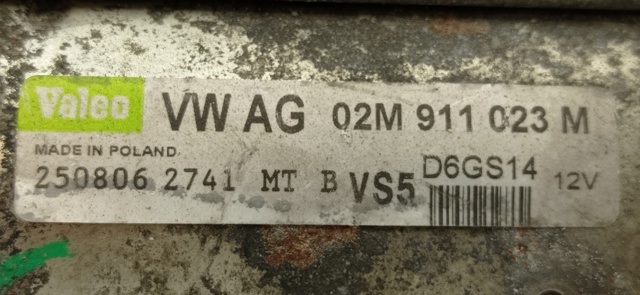 Valeo VW AG 02M 911 023 M
MADE IN POLAND
250806 2741 MT B VS5 D6GS14 12V